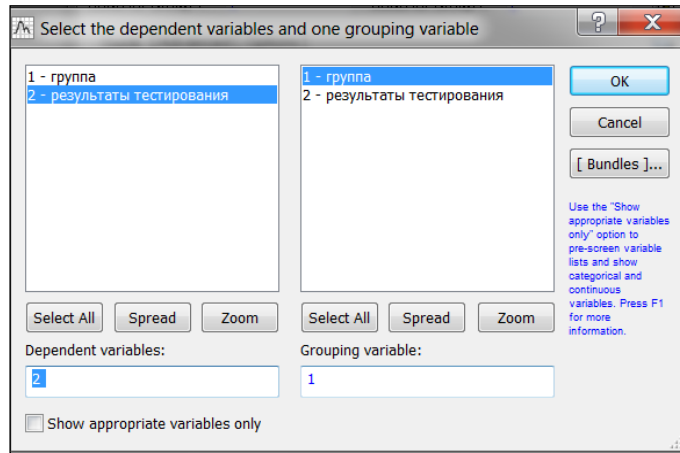 Select the dependent variables and one grouping variable
1 - группа
2 - результаты тестирования
1 - группа
2 - результаты тестирования
OK
Cancel
[ Bundles ]...
Use the "Show
appropriate variables
only" option to
pre-screen variable
lists and show
categorical and
continuous
variables. Press F1
for more
information.
Select All
Spread
Zoom
Select All
Spread
Zoom
Dependent variables:
Grouping variable:
2
1
Show appropriate variables only